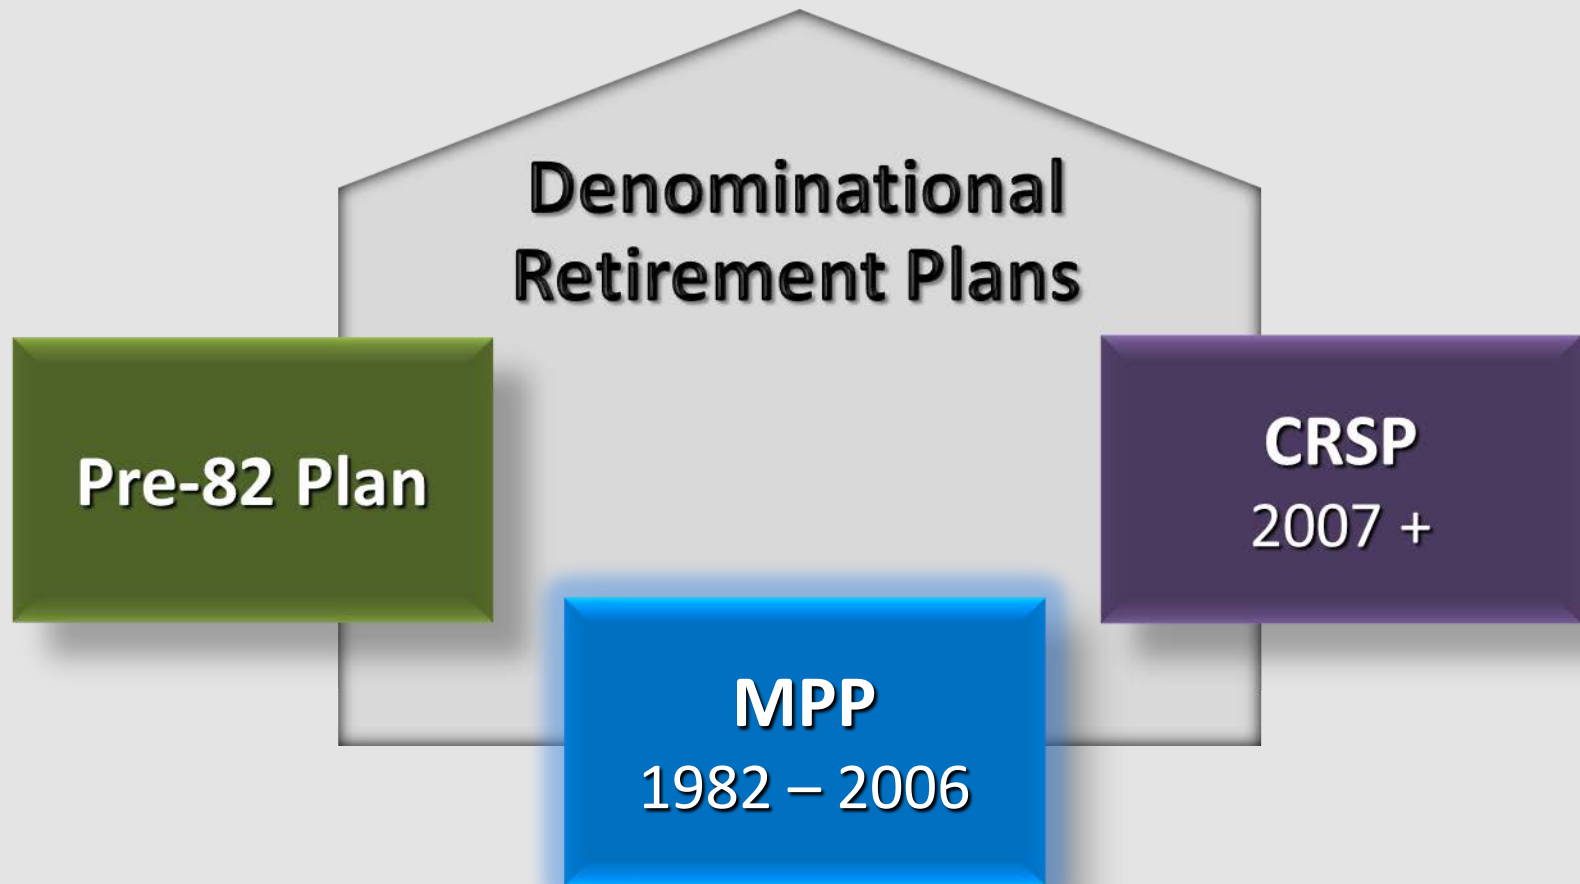 Denominational
Retirement Plans
Pre-82 Plan
CRSP
2007 +
MPP
1982 – 2006